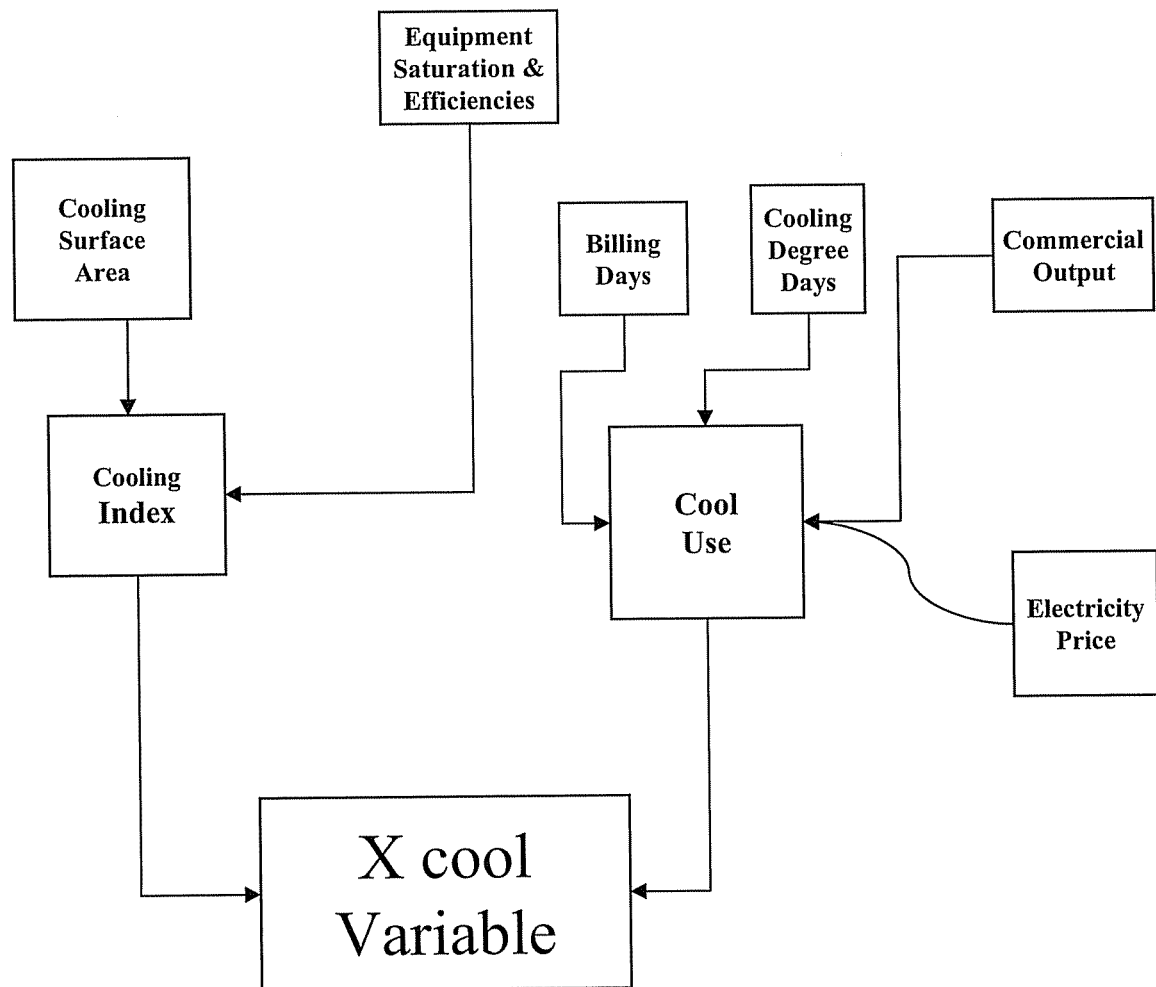 Equipment
Saturation &
Efficiencies
Cooling
Surface
Area
Billing
Days
Cooling
Degree
Days
Commercial
Output
Cooling
Index
Cool
Use
Electricity
Price
X cool
Variable